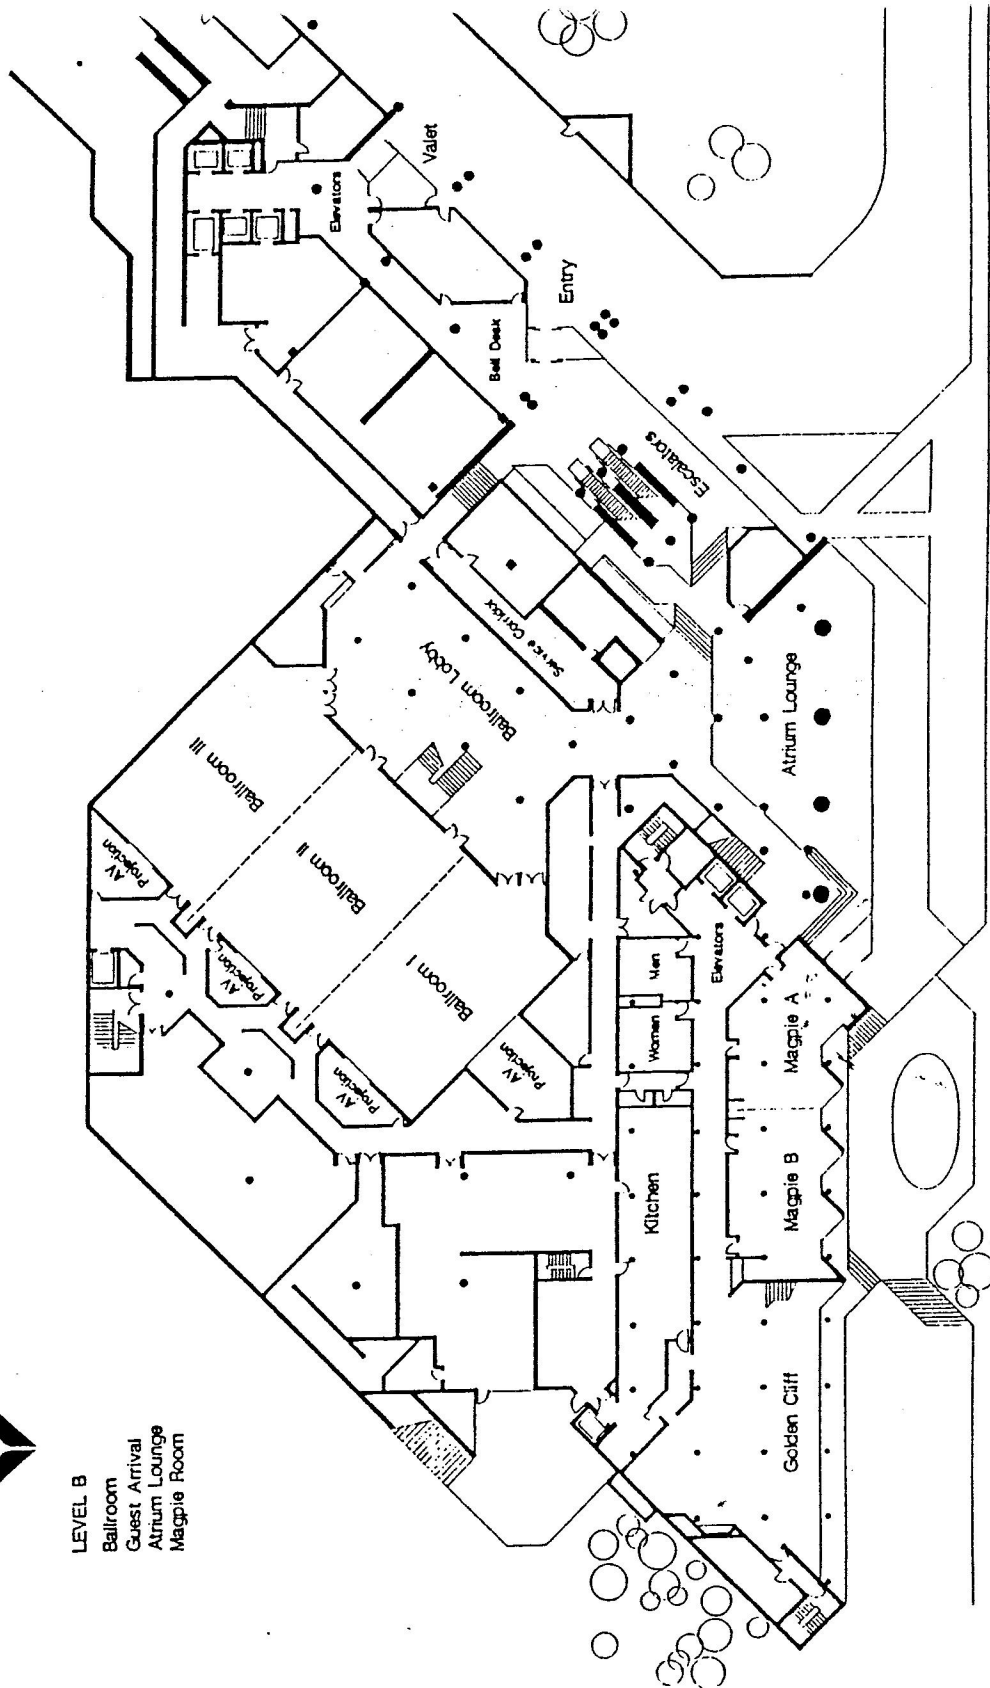 LEVEL B
Ballroom
Guest Arrival
Atrium Lounge
Magpie Room
AV
Projection
AV
Projection
AV
Projection
AV
Projection
Ballroom III
Ballroom II
Ballroom I
Ballroom Lobby
Service Corridor
Elevators
Valet
Bell Desk
Entry
Escalators
Kitchen
Women
Men
Elevators
Golden Cliff
Magpie B
Magpie A
Atrium Lounge